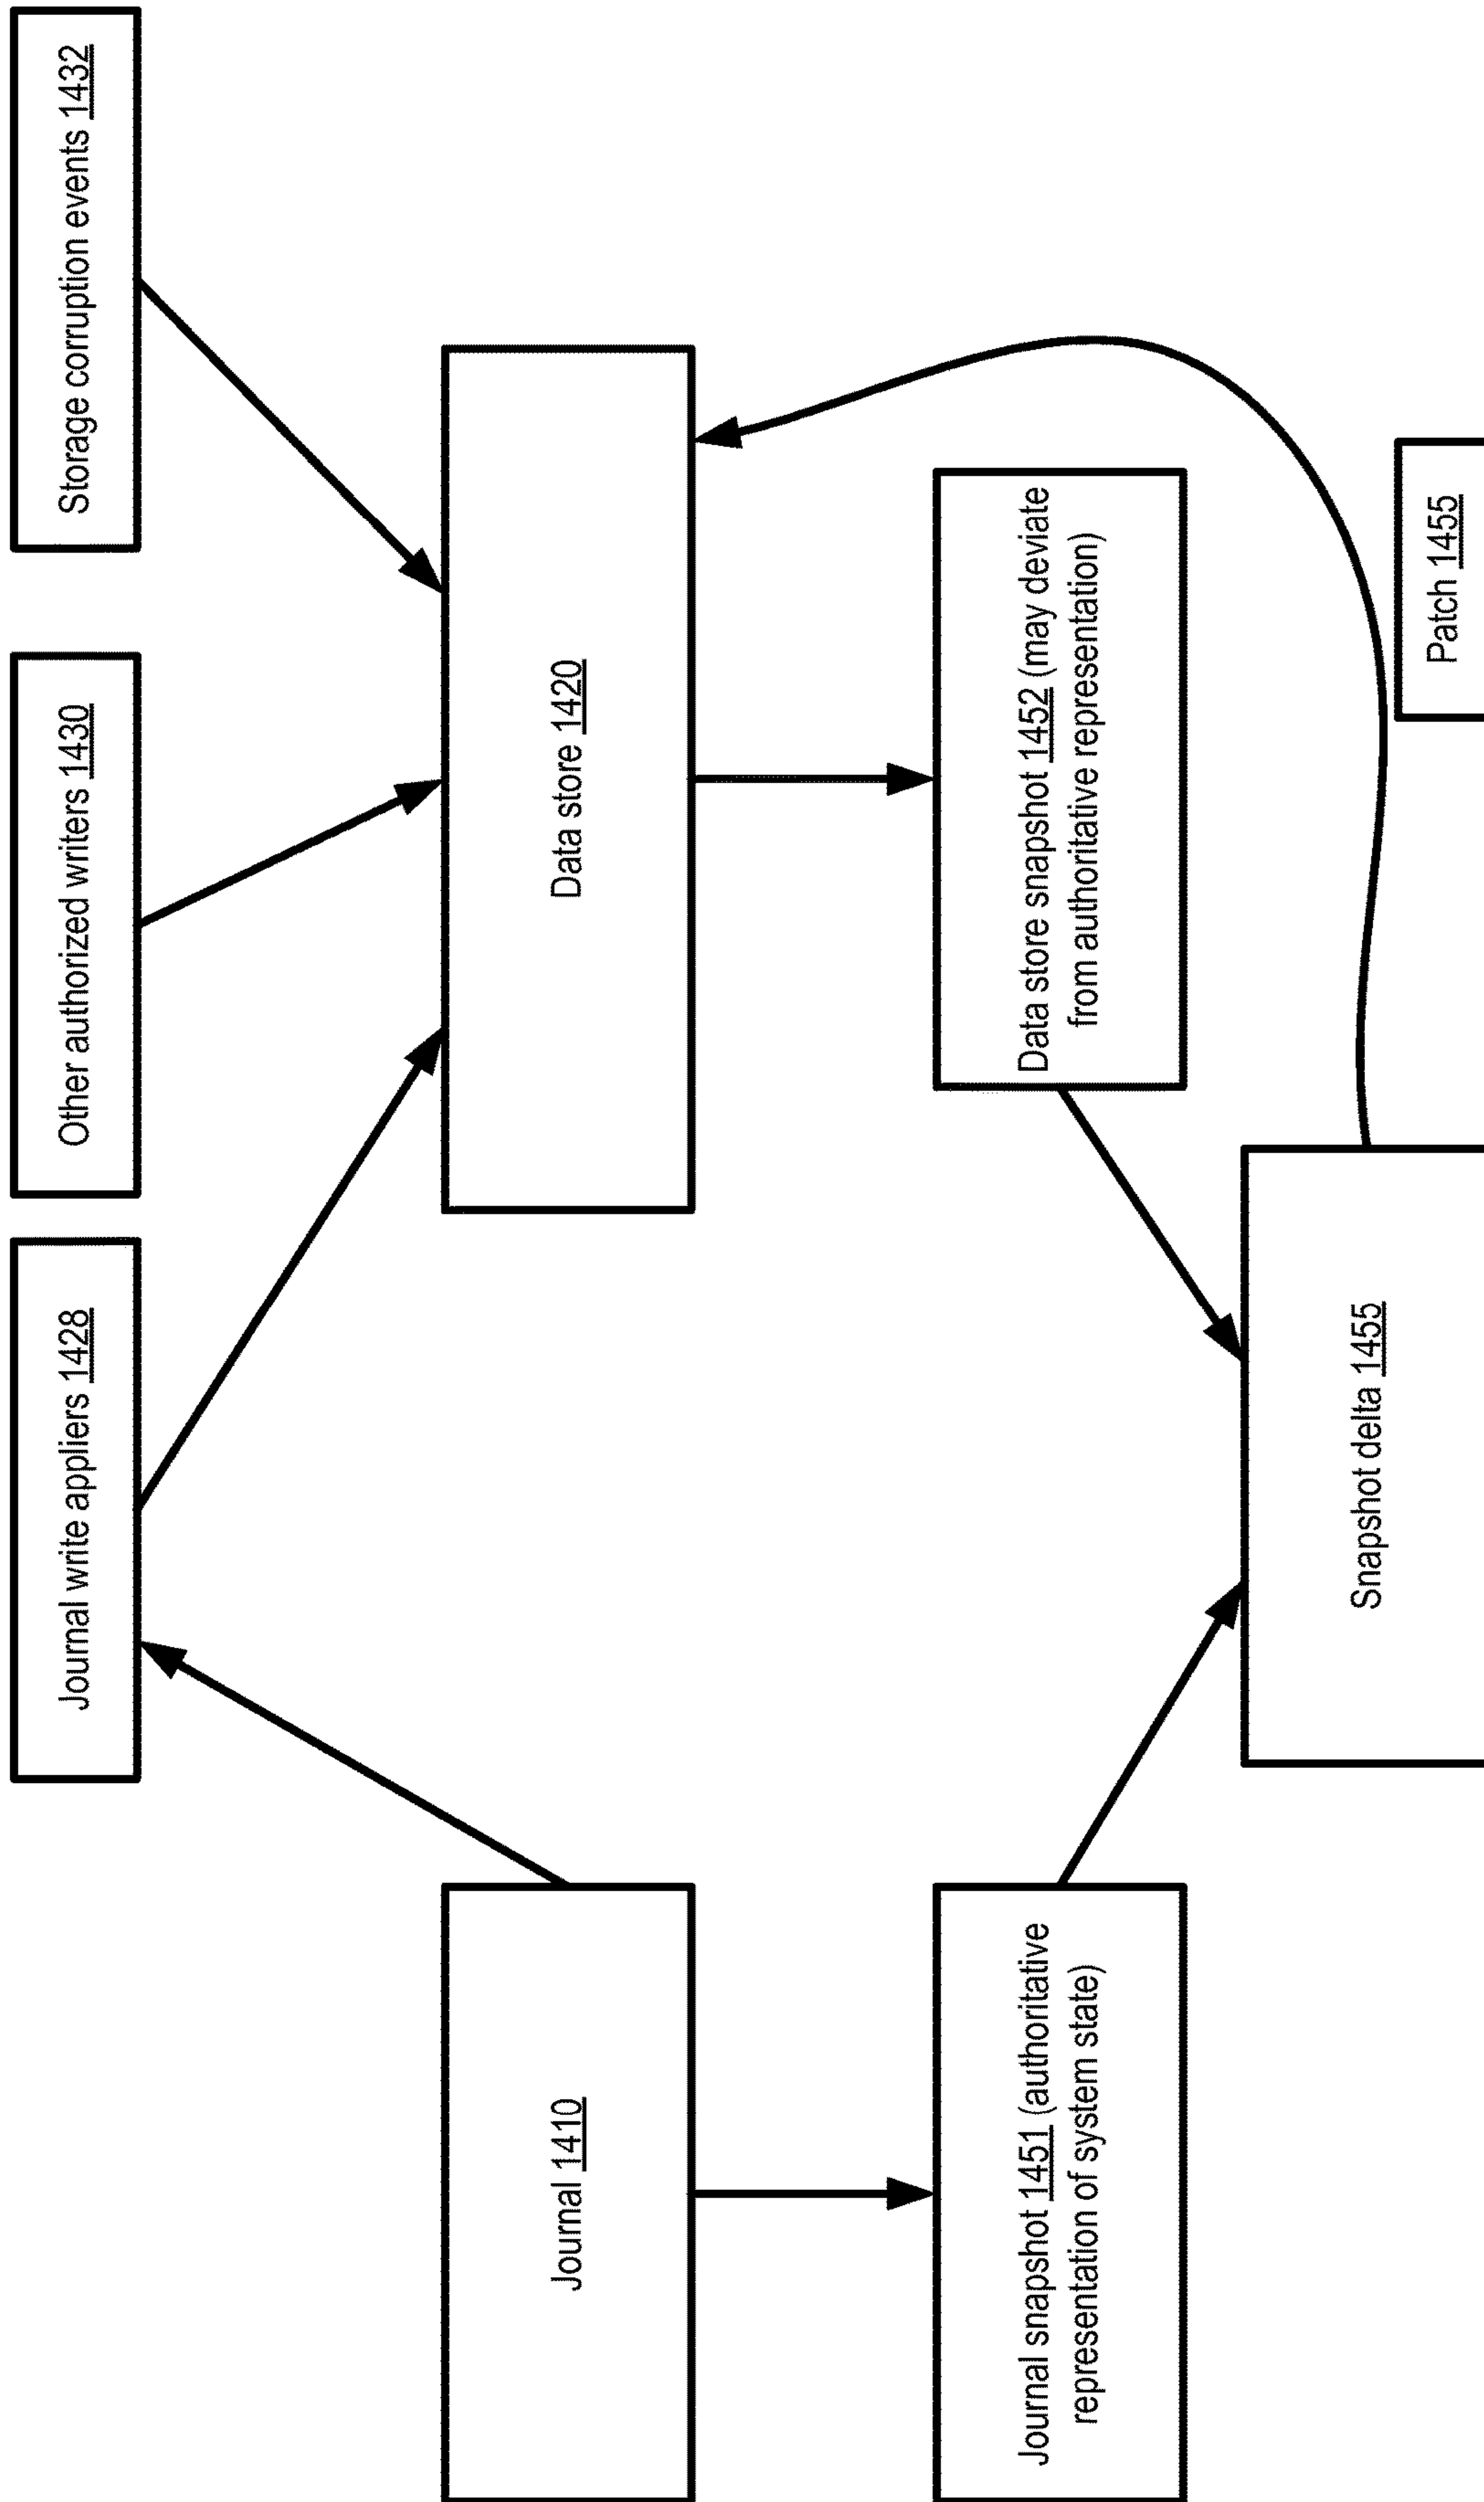 Journal write appliers 1428
Other authorized writers 1430
Storage corruption events 1432
Journal 1410
Data store 1420
Journal snapshot 1451 (authoritative
representation of system state)
Data store snapshot 1452 (may deviate
from authoritative representation)
Snapshot delta 1455
Patch 1455